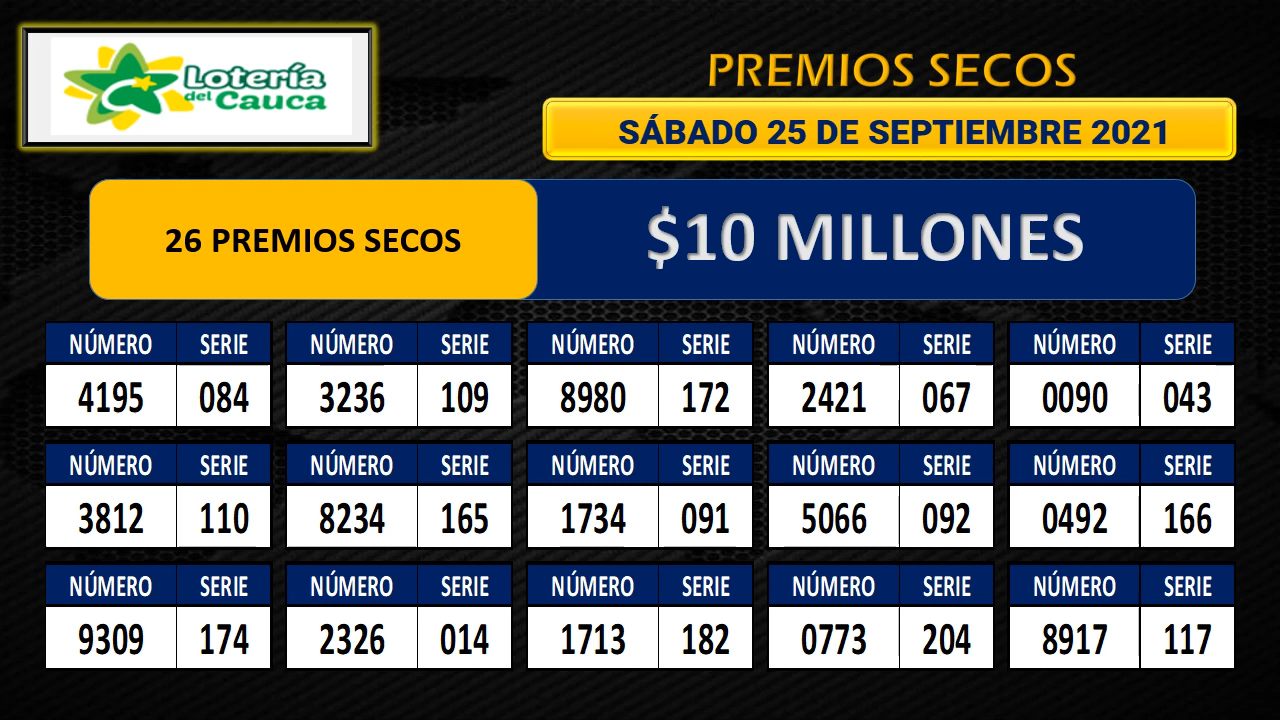 Lotería
del Cauca
PREMIOS SECOS
SÁBADO 25 DE SEPTIEMBRE 2021
26 PREMIOS SECOS
$10 MILLONES
NÚMERO SERIE NÚMERO SERIE NÚMERO SERIE NÚMERO SERIE NÚMERO SERIE
4195 084 3236 109 8980 172 2421 067 0090 043
NÚMERO SERIE NÚMERO SERIE NÚMERO SERIE NÚMERO SERIE NÚMERO SERIE
3812 110 8234 165 1734 091 5066 092 0492 166
NÚMERO SERIE NÚMERO SERIE NÚMERO SERIE NÚMERO SERIE NÚMERO SERIE
9309 174 2326 014 1713 182 0773 204 8917 117